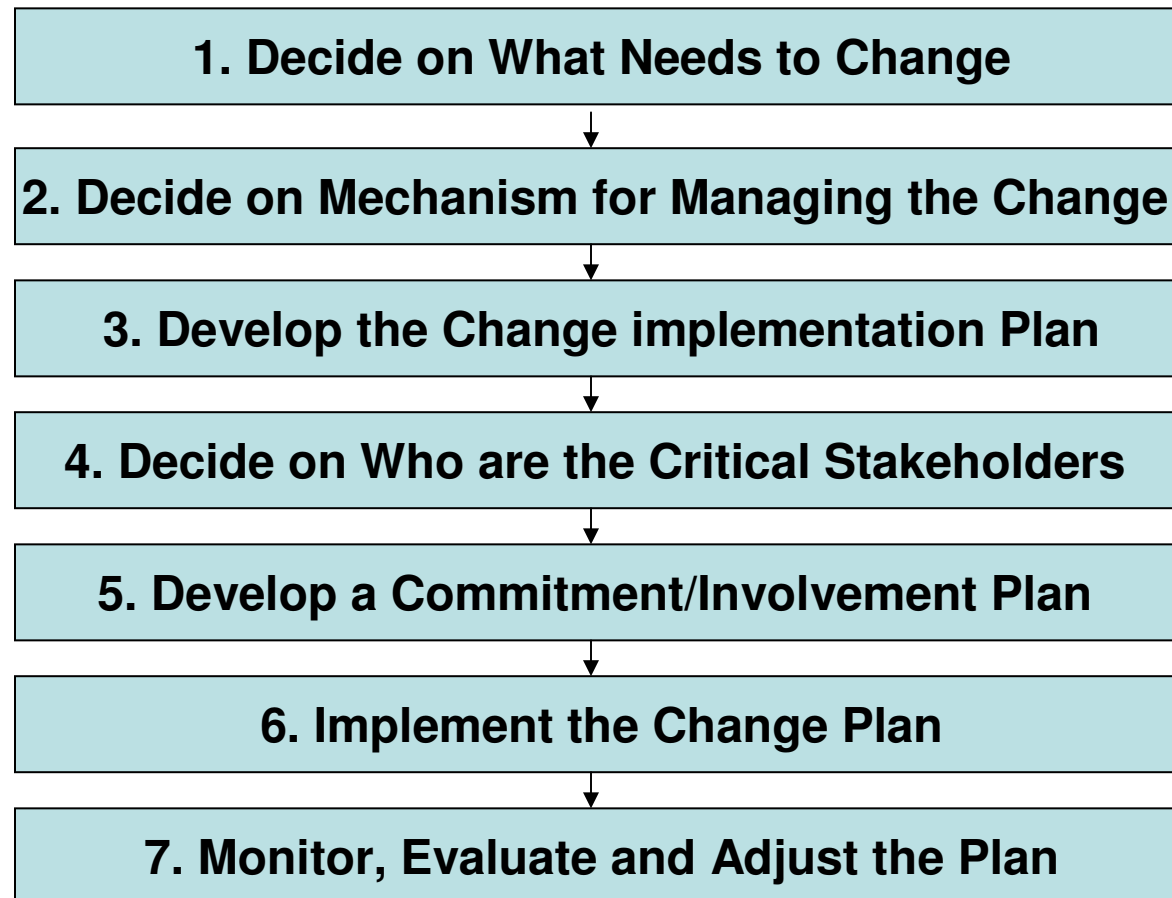 1. Decide on What Needs to Change
2. Decide on Mechanism for Managing the Change
3. Develop the Change implementation Plan
4. Decide on Who are the Critical Stakeholders
5. Develop a Commitment/Involvement Plan
6. Implement the Change Plan
7. Monitor, Evaluate and Adjust the Plan